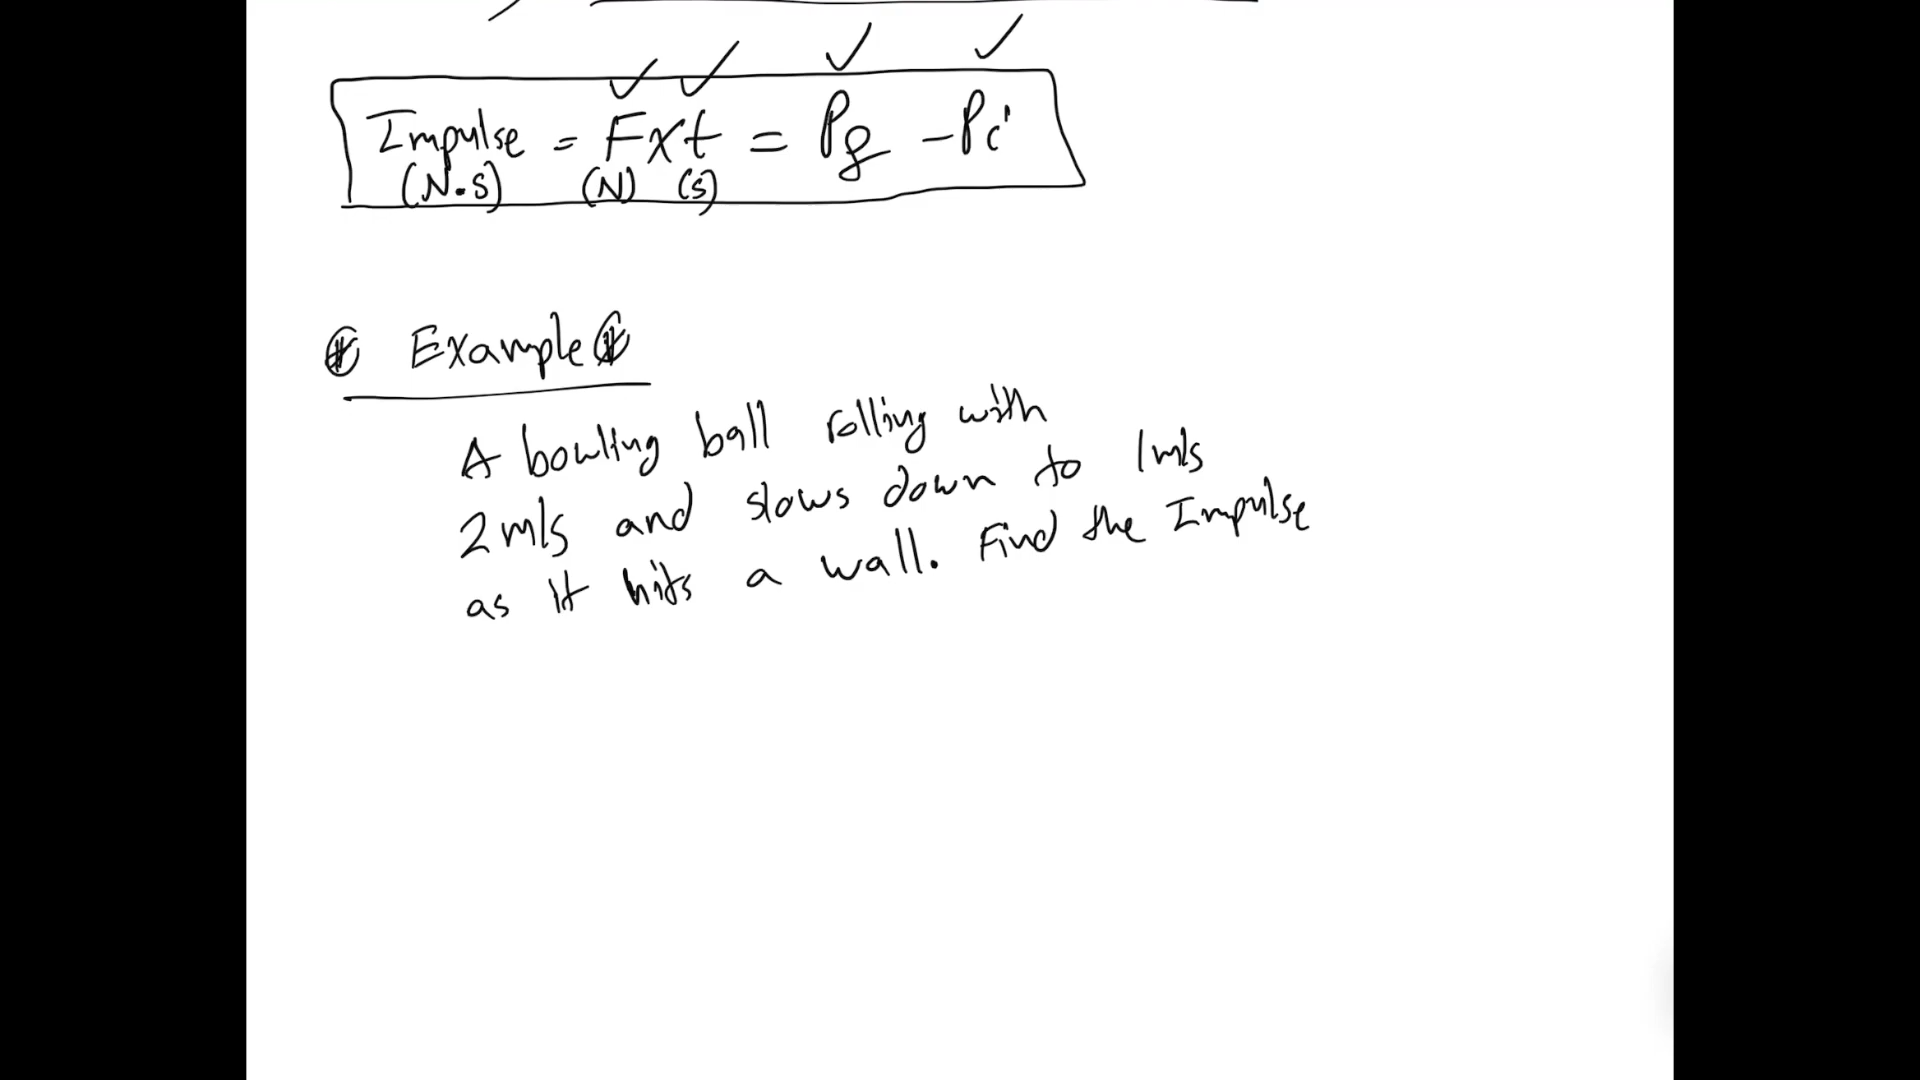 Impulse = F x t = Pf - Pi
(N.s) (N) (s)
Example
A bowling ball rolling with
2 m/s and slows down to 1 m/s
as it hits a wall. Find the Impulse